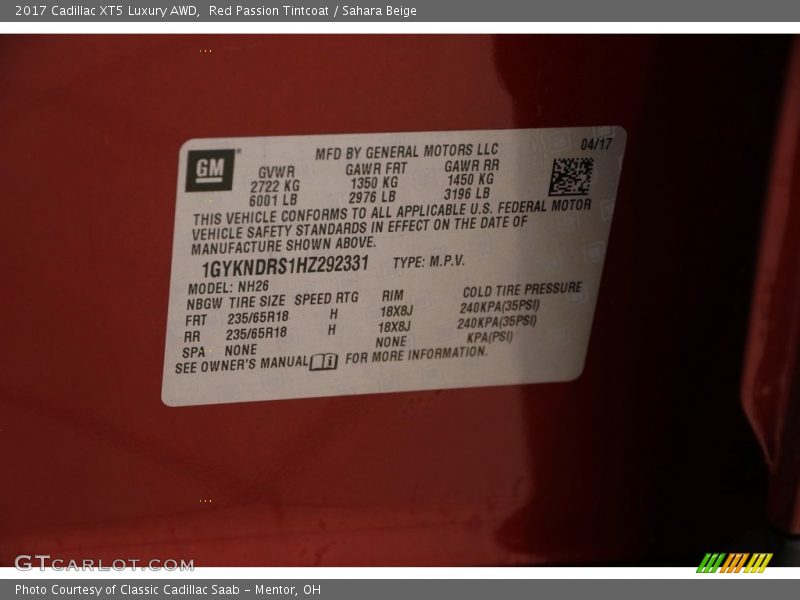 2017 Cadillac XT5 Luxury AWD, Red Passion Tintcoat / Sahara Beige
GM
MFD BY GENERAL MOTORS LLC
04/17
GVWR GAWR FRT GAWR RR
2722 KG 1350 KG 1450 KG
6001 LB 2976 LB 3196 LB
THIS VEHICLE CONFORMS TO ALL APPLICABLE U.S. FEDERAL MOTOR
VEHICLE SAFETY STANDARDS IN EFFECT ON THE DATE OF
MANUFACTURE SHOWN ABOVE.
1GYKNDRS1HZ292331 TYPE: M.P.V.
MODEL: NH26
NBGW TIRE SIZE SPEED RTG RIM COLD TIRE PRESSURE
FRT 235/65R18 H 18X8J 240KPA(35PSI)
RR 235/65R18 H 18X8J 240KPA(35PSI)
SPA NONE NONE KPA(PSI)
SEE OWNER'S MANUAL FOR MORE INFORMATION.
GTCARLOT.COM
Photo Courtesy of Classic Cadillac Saab - Mentor, OH